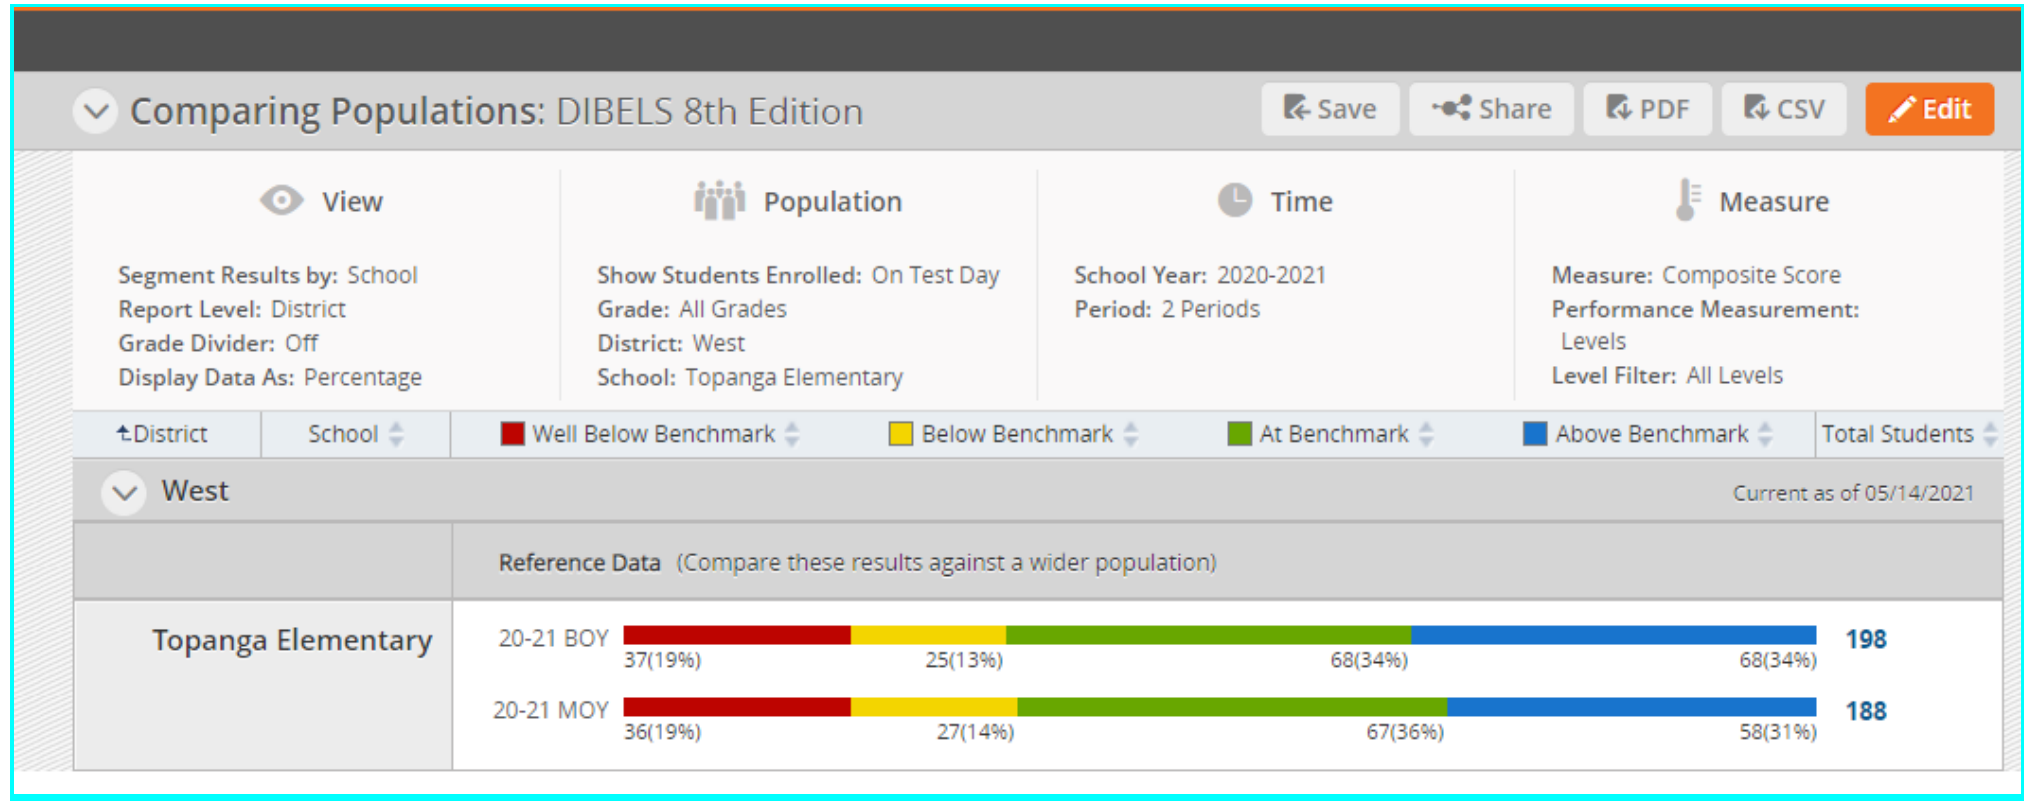 Comparing Populations: DIBELS 8th Edition
Save
Share
PDF
CSV
Edit
View
Segment Results by: School
Report Level: District
Grade Divider: Off
Display Data As: Percentage
Population
Show Students Enrolled: On Test Day
Grade: All Grades
District: West
School: Topanga Elementary
Time
School Year: 2020-2021
Period: 2 Periods
Measure
Measure: Composite Score
Performance Measurement:
Levels
Level Filter: All Levels
District School Well Below Benchmark Below Benchmark At Benchmark Above Benchmark Total Students
West Current as of 05/14/2021
Reference Data (Compare these results against a wider population)
Topanga Elementary
20-21 BOY 198
37(19%) 25(13%) 68(34%) 68(34%)
20-21 MOY 188
36(19%) 27(14%) 67(36%) 58(31%)